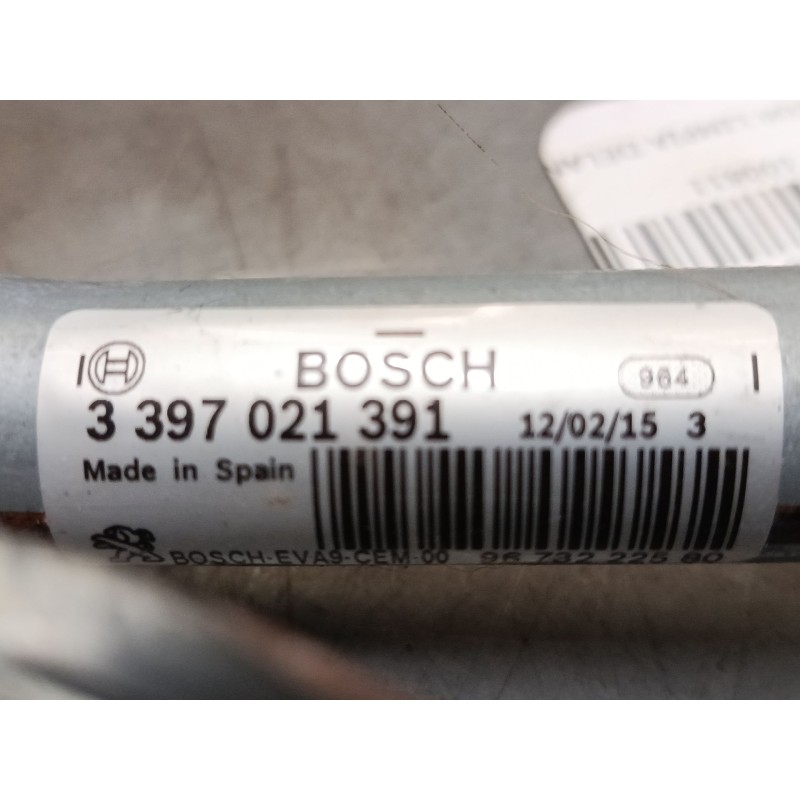 BOSCH 964
3 397 021 391 12/02/15 3
Made in Spain
BOSCH-EVA9-CEM-00 96 732 225 80